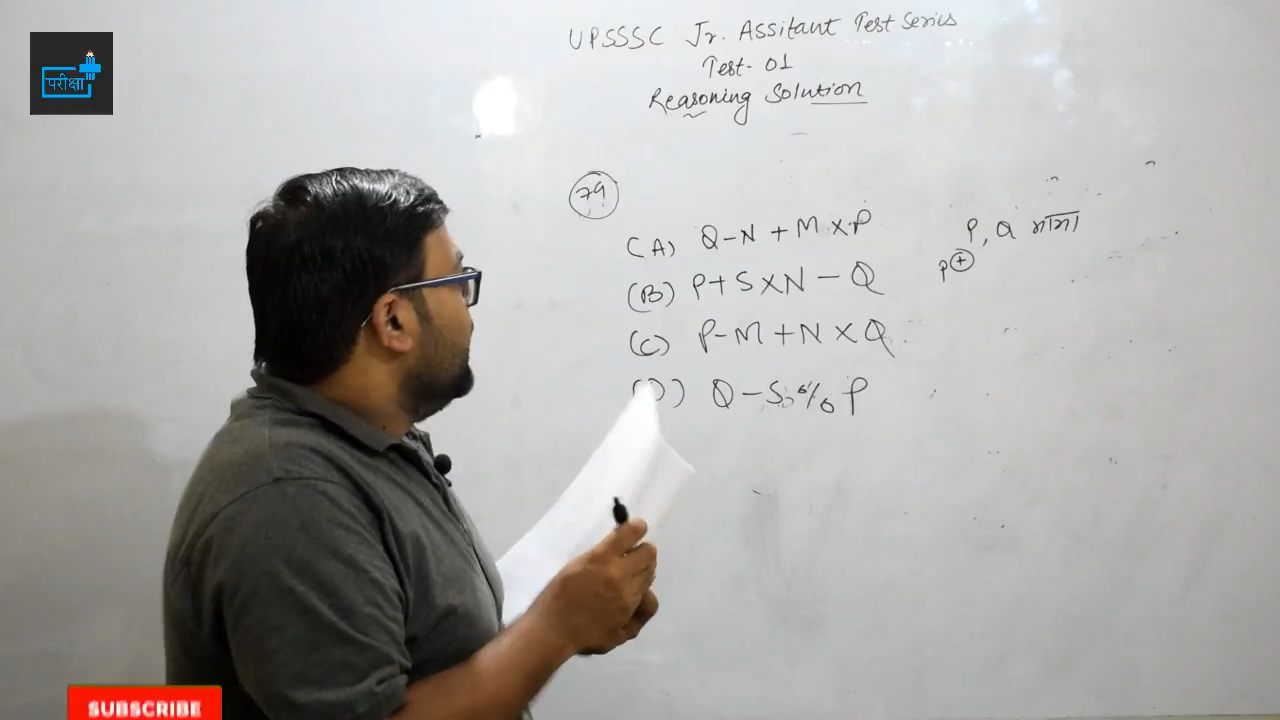 परीक्षा
UPSSSC Jr. Assitant Test Series
Test-01
Reasoning Solution
79
(A) Q-N+M×P
P, Q मामा
P+
(B) P+S×N-Q
(C) P-M+N×Q
(D) Q-S%P
SUBSCRIBE